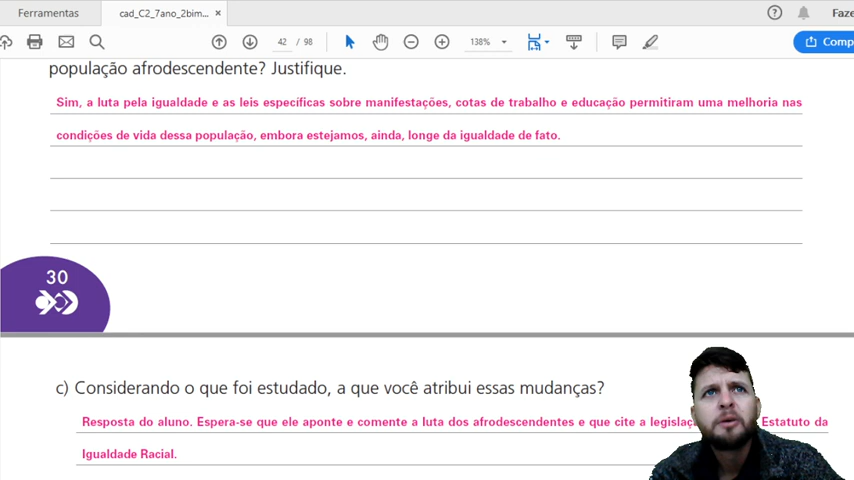 Ferramentas
cad_C2_7ano_2bim...
Faze
42 / 98
138%
Comp
população afrodescendente? Justifique.
Sim, a luta pela igualdade e as leis específicas sobre manifestações, cotas de trabalho e educação permitiram uma melhoria nas
condições de vida dessa população, embora estejamos, ainda, longe da igualdade de fato.
30
c) Considerando o que foi estudado, a que você atribui essas mudanças?
Resposta do aluno. Espera-se que ele aponte e comente a luta dos afrodescendentes e que cite a legislaç Estatuto da
Igualdade Racial.